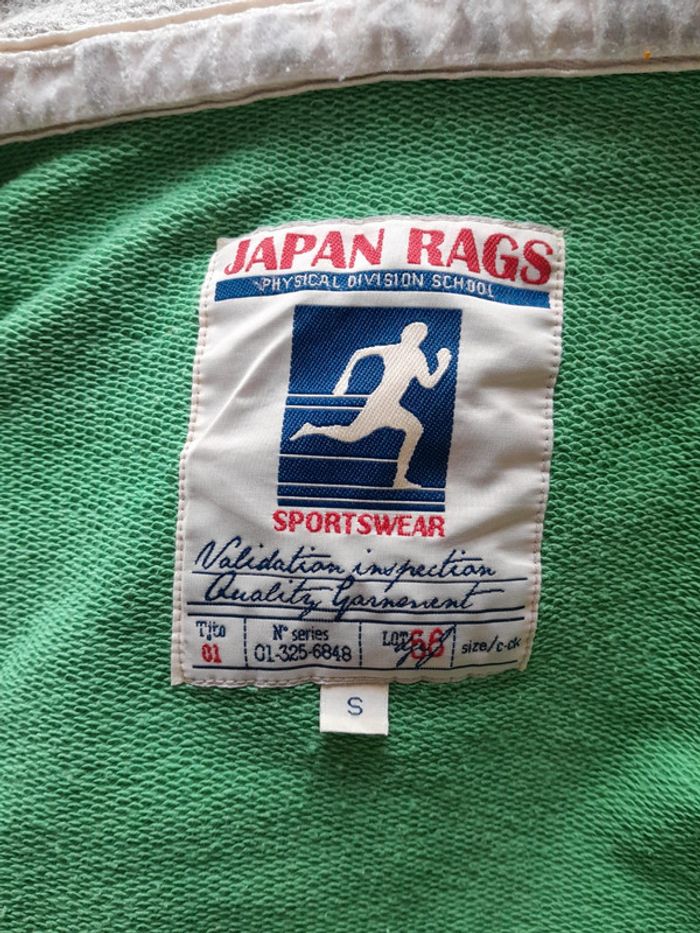 JAPAN RAGS
PHYSICAL DIVISION SCHOOL
SPORTSWEAR
Validation inspection
Quality Garnement
Tjto
01
N° series
01-325-6848
LOT 56
size/c-ck
S